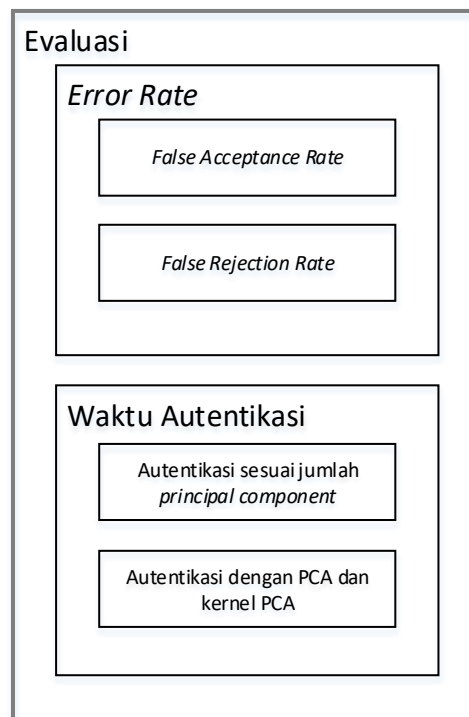 Evaluasi
Error Rate
False Acceptance Rate
False Rejection Rate
Waktu Autentikasi
Autentikasi sesuai jumlah
principal component
Autentikasi dengan PCA dan
kernel PCA